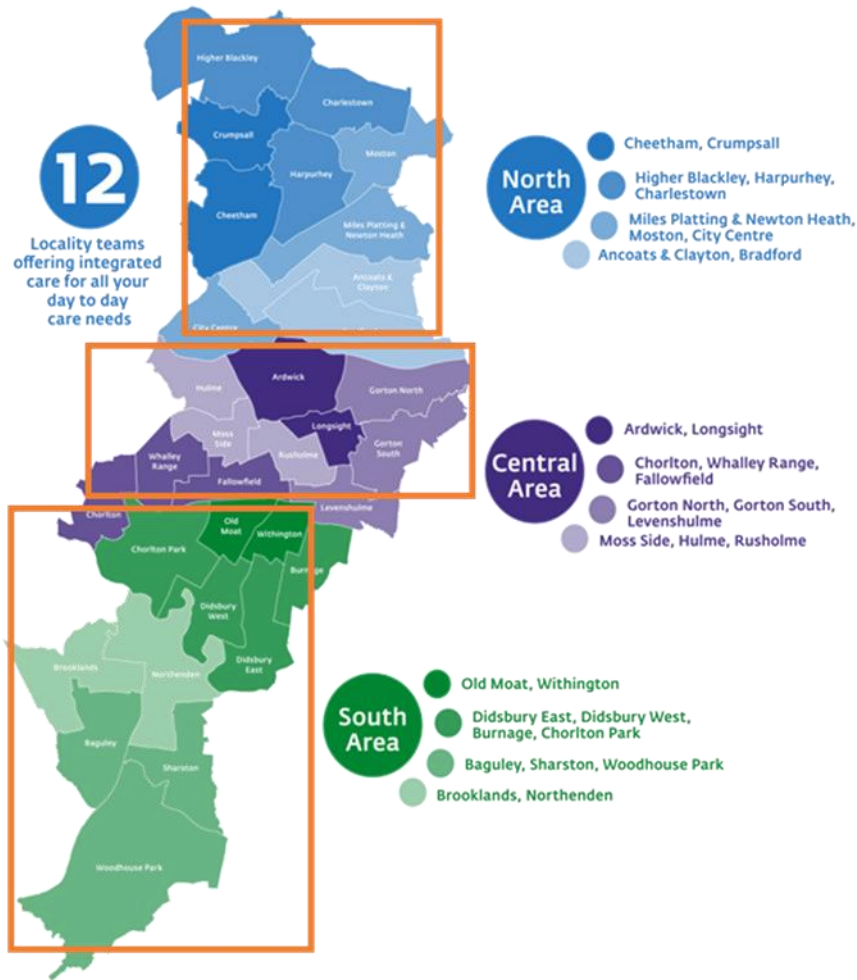 Higher Blackley
Charlestown
Crumpsall
Moston
Harpurhey
Cheetham
Miles Platting &
Newton Heath
Ancoats &
Clayton
City Centre
12
Locality teams
offering integrated
care for all your
day to day
care needs
North
Area
Cheetham, Crumpsall
Higher Blackley, Harpurhey,
Charlestown
Miles Platting & Newton Heath,
Moston, City Centre
Ancoats & Clayton, Bradford
Ardwick
Hulme
Gorton North
Longsight
Moss
Side
Gorton
South
Whalley
Range
Rusholme
Fallowfield
Chorlton
Levenshulme
Central
Area
Ardwick, Longsight
Chorlton, Whalley Range,
Fallowfield
Gorton North, Gorton South,
Levenshulme
Moss Side, Hulme, Rusholme
Old
Moat
Withington
Chorlton Park
Burnage
Didsbury
West
Didsbury
East
Brooklands
Northenden
Baguley
Sharston
Woodhouse Park
South
Area
Old Moat, Withington
Didsbury East, Didsbury West,
Burnage, Chorlton Park
Baguley, Sharston, Woodhouse Park
Brooklands, Northenden